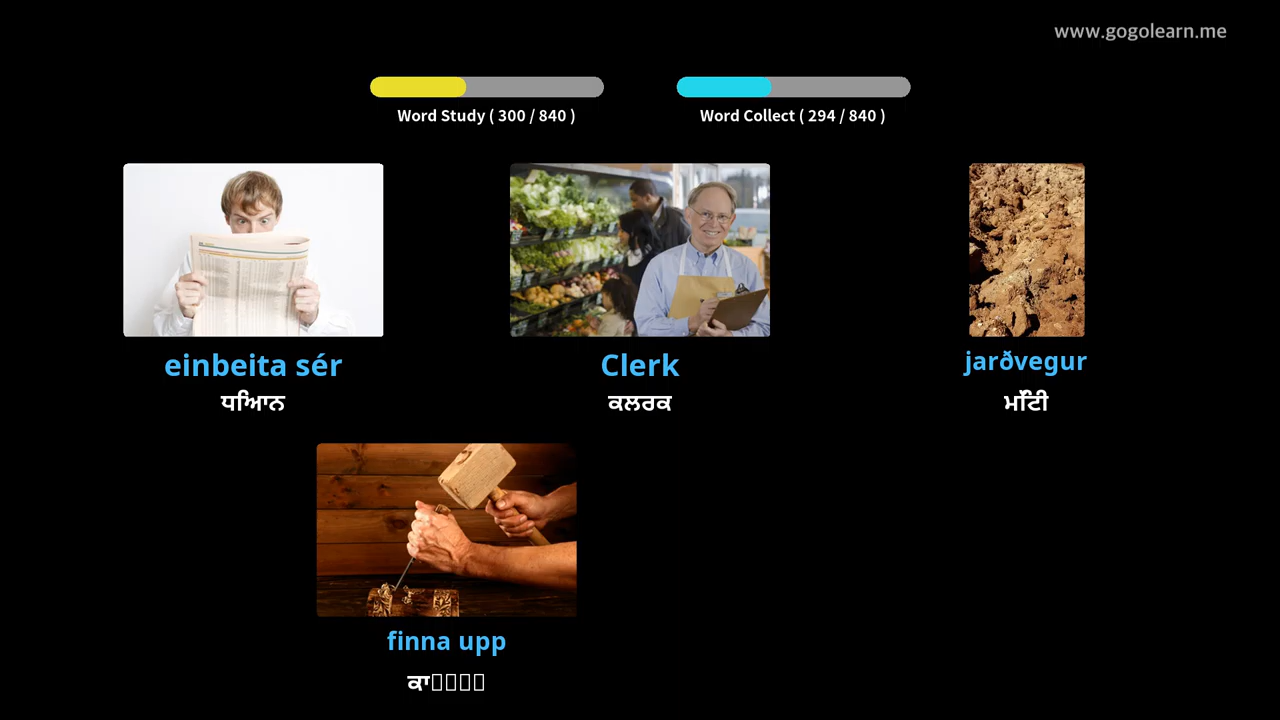 www.gogolearn.me
Word Study ( 300 / 840 )
Word Collect ( 294 / 840 )
einbeita sér
Clerk
jarðvegur
ਧਿਆਨ
ਕਲਰਕ
ਮਿੱਟੀ
finna upp